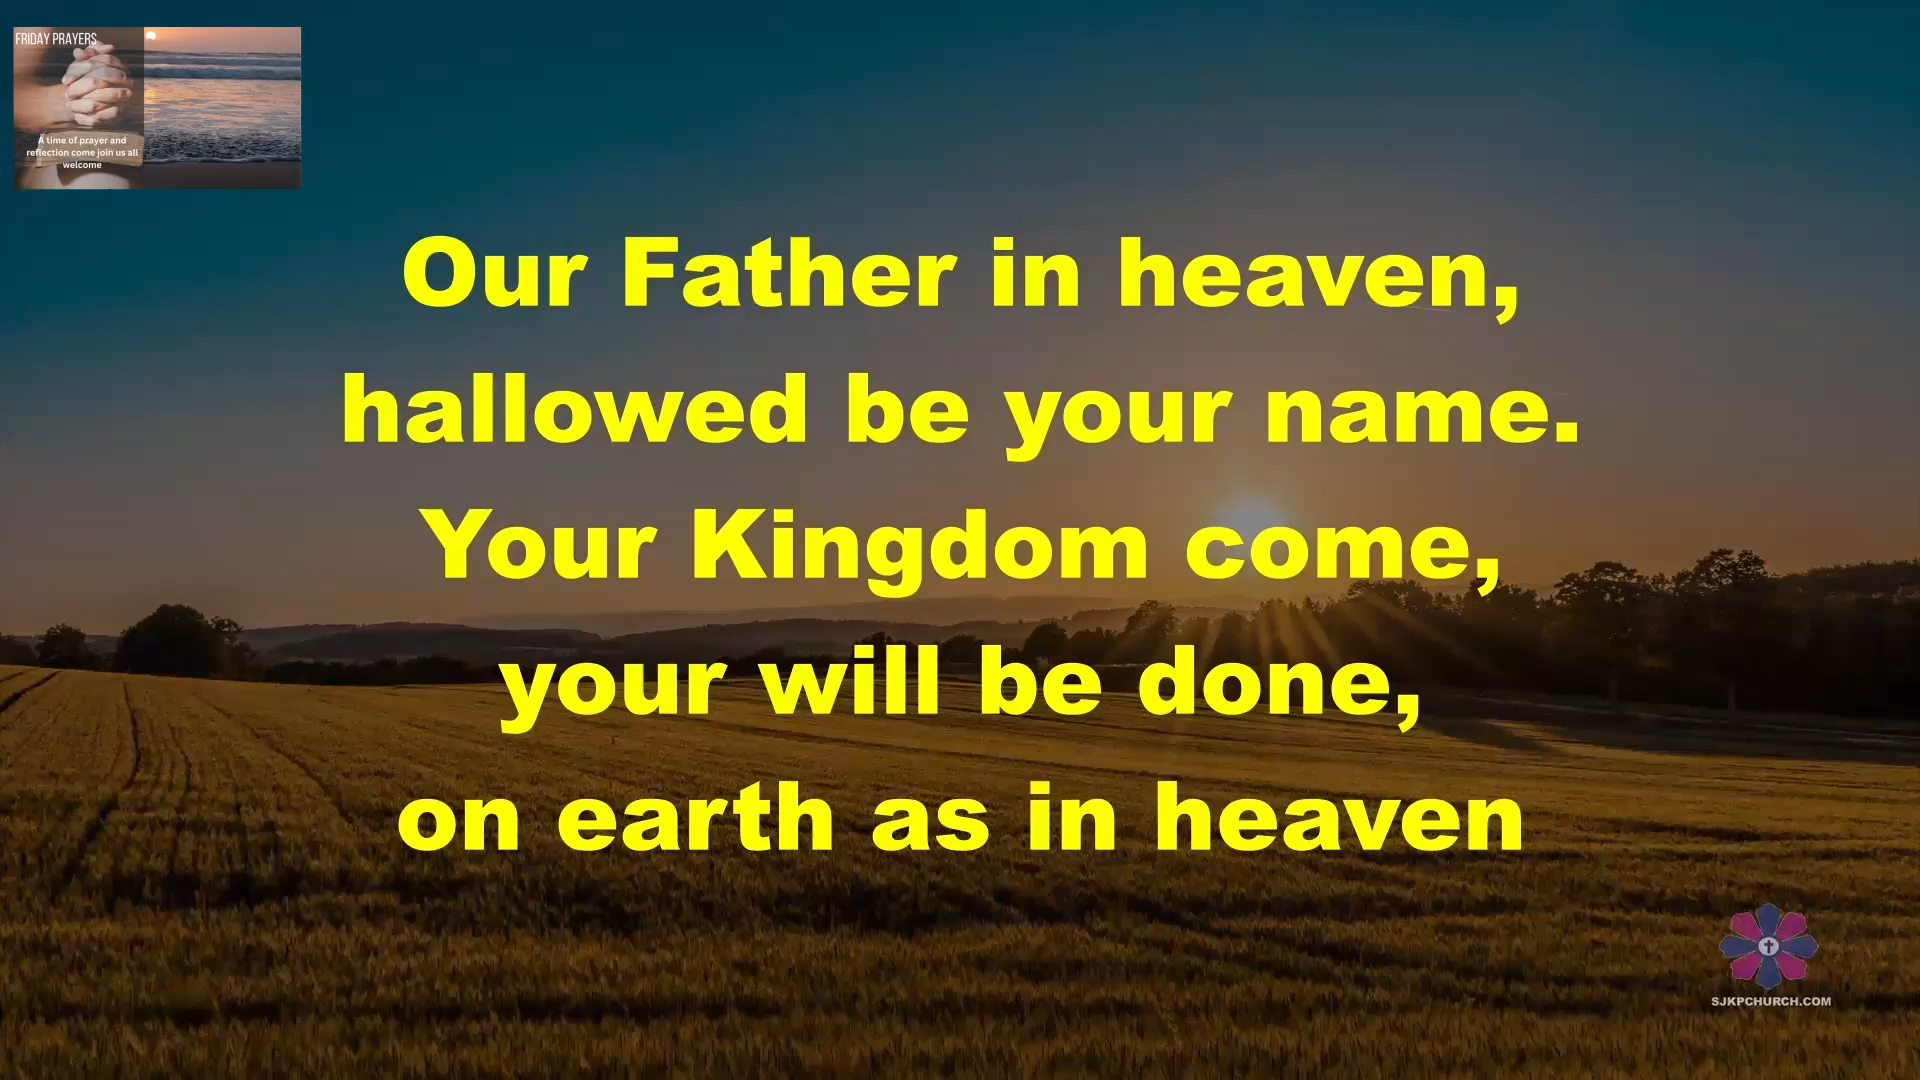 FRIDAY PRAYERS
A time of prayer and
reflection come join us all
welcome
Our Father in heaven,
hallowed be your name.
Your Kingdom come,
your will be done,
on earth as in heaven
SJKPCHURCH.COM